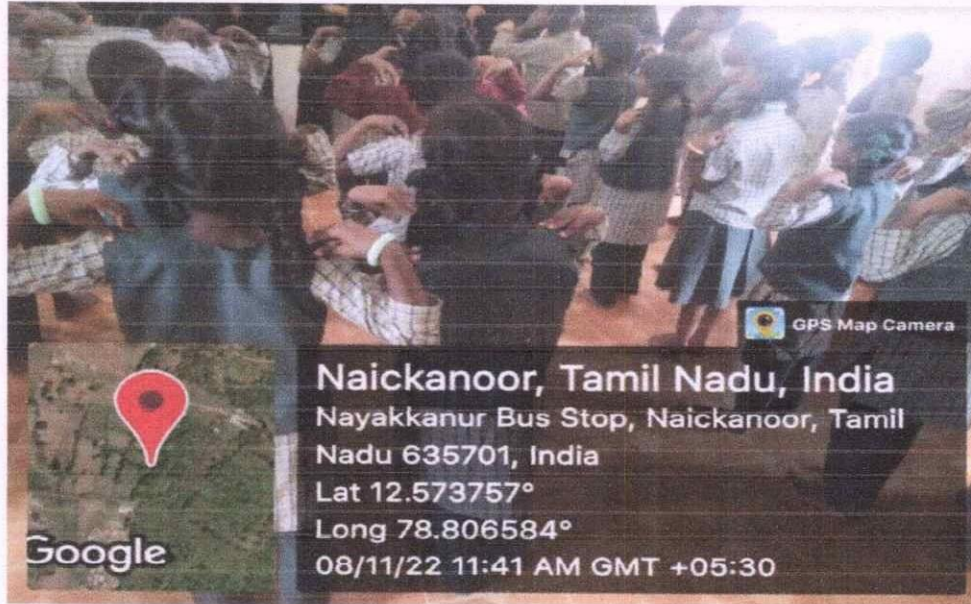 GPS Map Camera
Naickanoor, Tamil Nadu, India
Nayakkanur Bus Stop, Naickanoor, Tamil
Nadu 635701, India
Lat 12.573757°
Long 78.806584°
08/11/22 11:41 AM GMT +05:30
Google